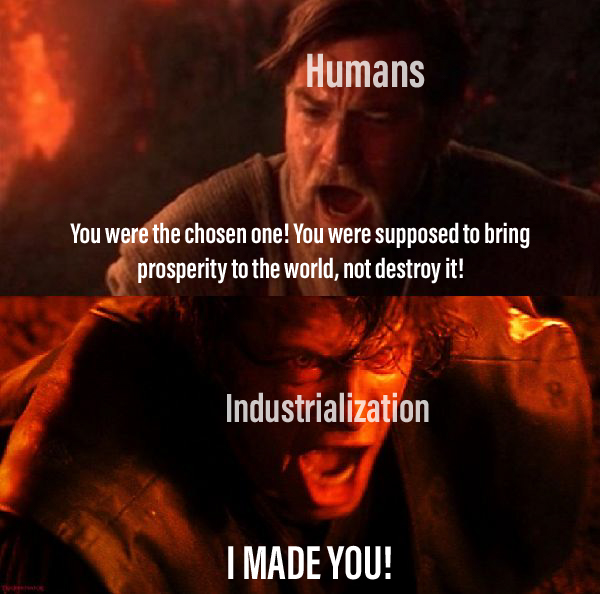 Humans
You were the chosen one! You were supposed to bring
prosperity to the world, not destroy it!
Industrialization
I MADE YOU!